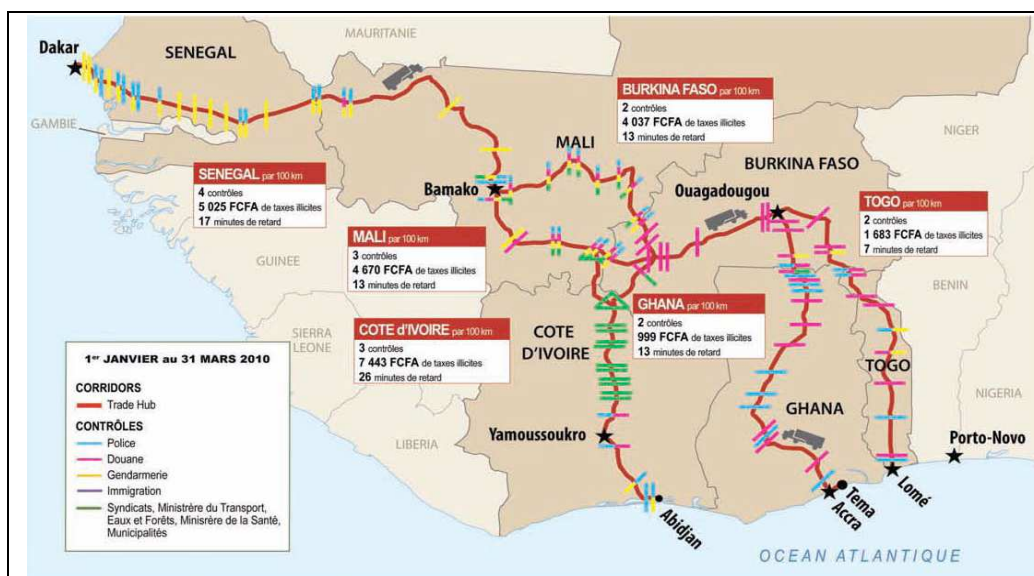 MAURITANIE
Dakar
SENEGAL
GAMBIE
BURKINA FASO par 100 km
2 contrôles
4 037 FCFA de taxes illicites
13 minutes de retard
NIGER
MALI
BURKINA FASO
SENEGAL par 100 km
4 contrôles
5 025 FCFA de taxes illicites
17 minutes de retard
Bamako
Ouagadougou
TOGO par 100 km
2 contrôles
1 683 FCFA de taxes illicites
7 minutes de retard
MALI par 100 km
3 contrôles
4 670 FCFA de taxes illicites
13 minutes de retard
GUINEE
BENIN
GHANA par 100 km
2 contrôles
999 FCFA de taxes illicites
13 minutes de retard
COTE d'IVOIRE par 100 km
3 contrôles
7 443 FCFA de taxes illicites
26 minutes de retard
SIERRA
LEONE
COTE
D'IVOIRE
TOGO
NIGERIA
GHANA
LIBERIA
Yamoussoukro
Porto-Novo
Lomé
Tema
Accra
Abidjan
OCEAN ATLANTIQUE
1er JANVIER au 31 MARS 2010
CORRIDORS
Trade Hub
CONTRÔLES
Police
Douane
Gendarmerie
Immigration
Syndicats, Ministrère du Transport,
Eaux et Forêts, Minisrère de la Santé,
Municipalités